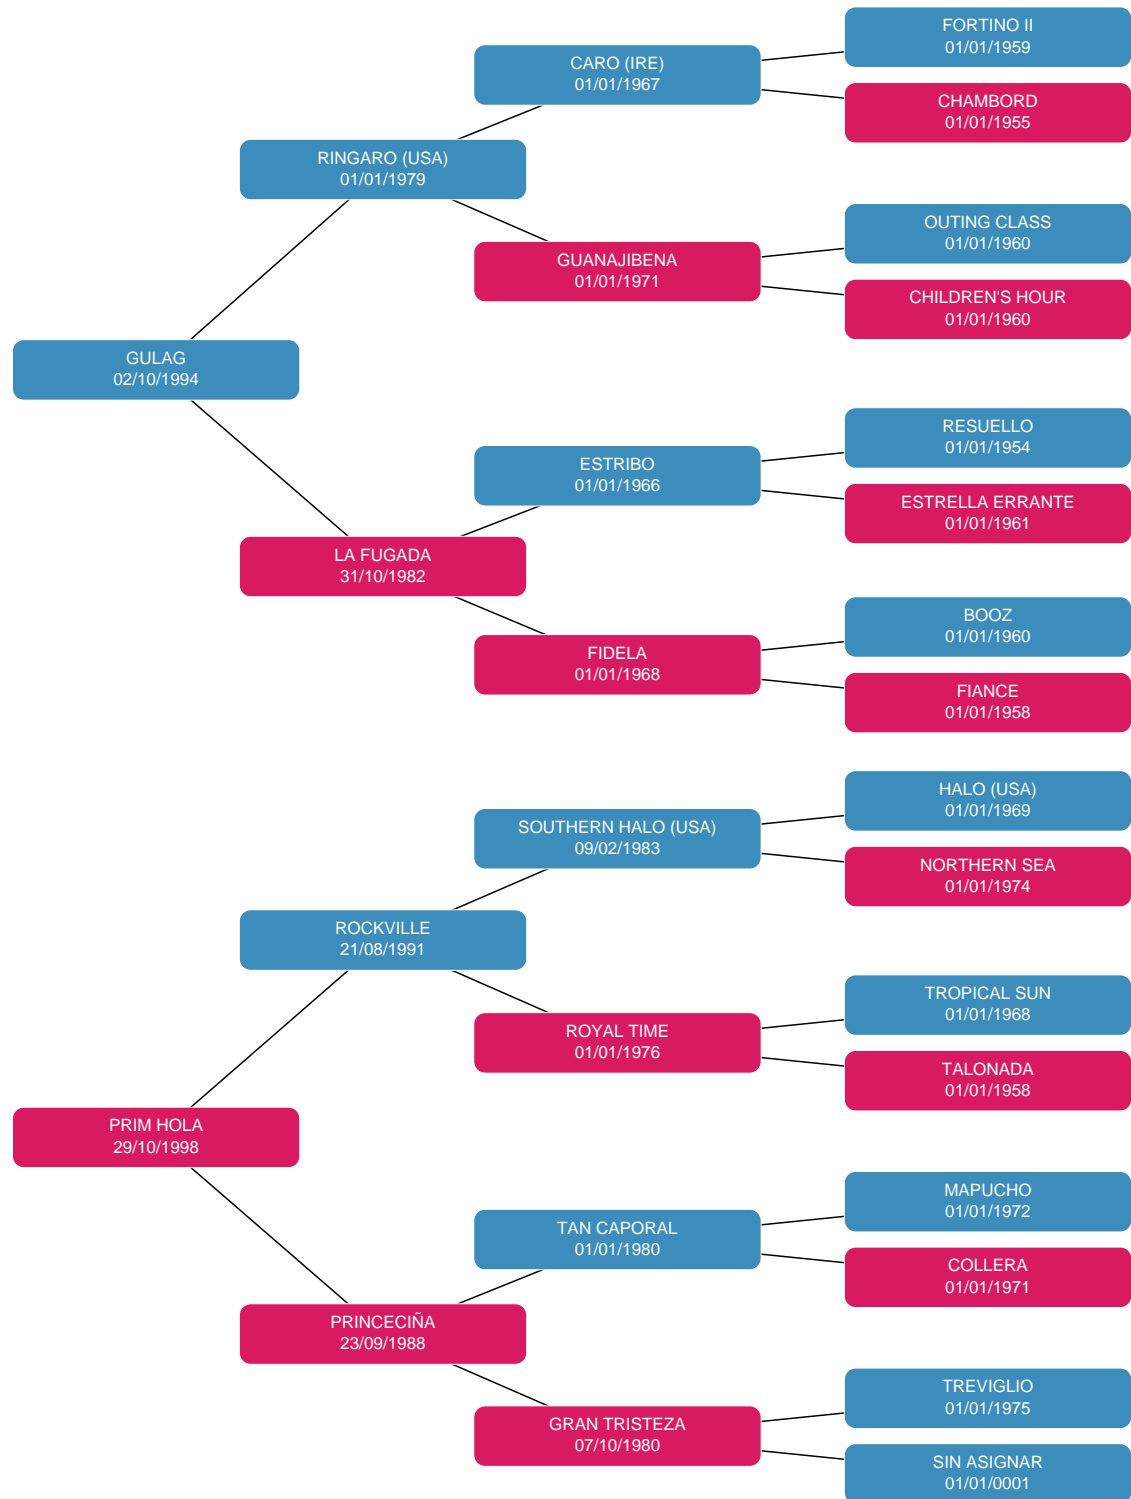 FORTINO II
01/01/1959
CARO (IRE)
01/01/1967
CHAMBORD
01/01/1955
RINGARO (USA)
01/01/1979
OUTING CLASS
01/01/1960
GUANAJIBENA
01/01/1971
CHILDREN'S HOUR
01/01/1960
GULAG
02/10/1994
RESUELLO
01/01/1954
ESTRIBO
01/01/1966
ESTRELLA ERRANTE
01/01/1961
LA FUGADA
31/10/1982
BOOZ
01/01/1960
FIDELA
01/01/1968
FIANCE
01/01/1958
HALO (USA)
01/01/1969
SOUTHERN HALO (USA)
09/02/1983
NORTHERN SEA
01/01/1974
ROCKVILLE
21/08/1991
TROPICAL SUN
01/01/1968
ROYAL TIME
01/01/1976
TALONADA
01/01/1958
PRIM HOLA
29/10/1998
MAPUCHO
01/01/1972
TAN CAPORAL
01/01/1980
COLLERA
01/01/1971
PRINCECIÑA
23/09/1988
TREVIGLIO
01/01/1975
GRAN TRISTEZA
07/10/1980
SIN ASIGNAR
01/01/0001